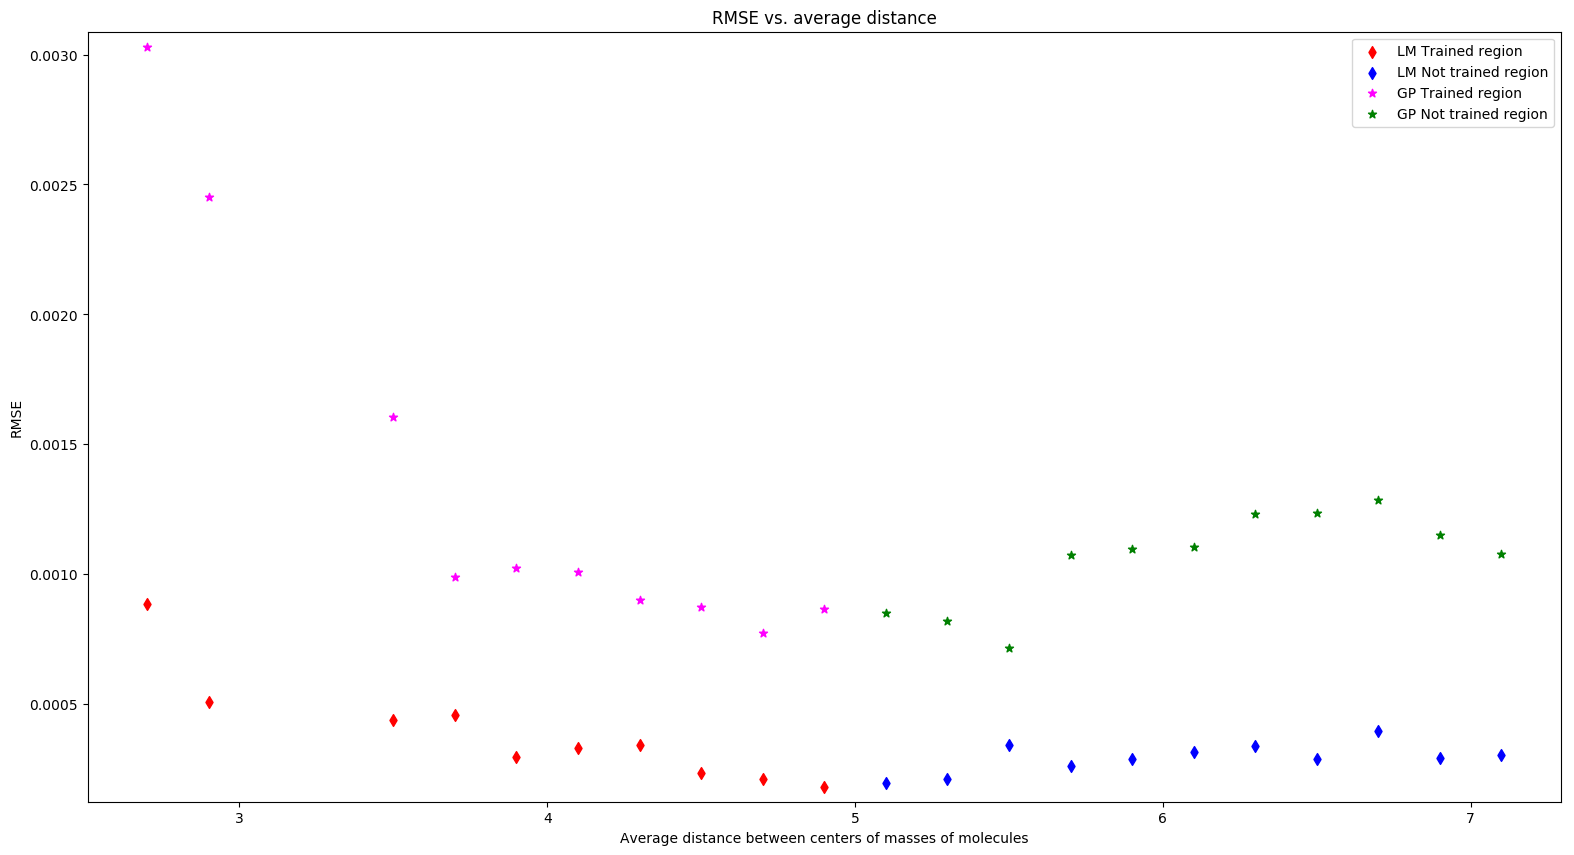 RMSE vs. average distance
LM Trained region
LM Not trained region
GP Trained region
GP Not trained region
RMSE
0.0030
0.0025
0.0020
0.0015
0.0010
0.0005
3 4 5 6 7
Average distance between centers of masses of molecules